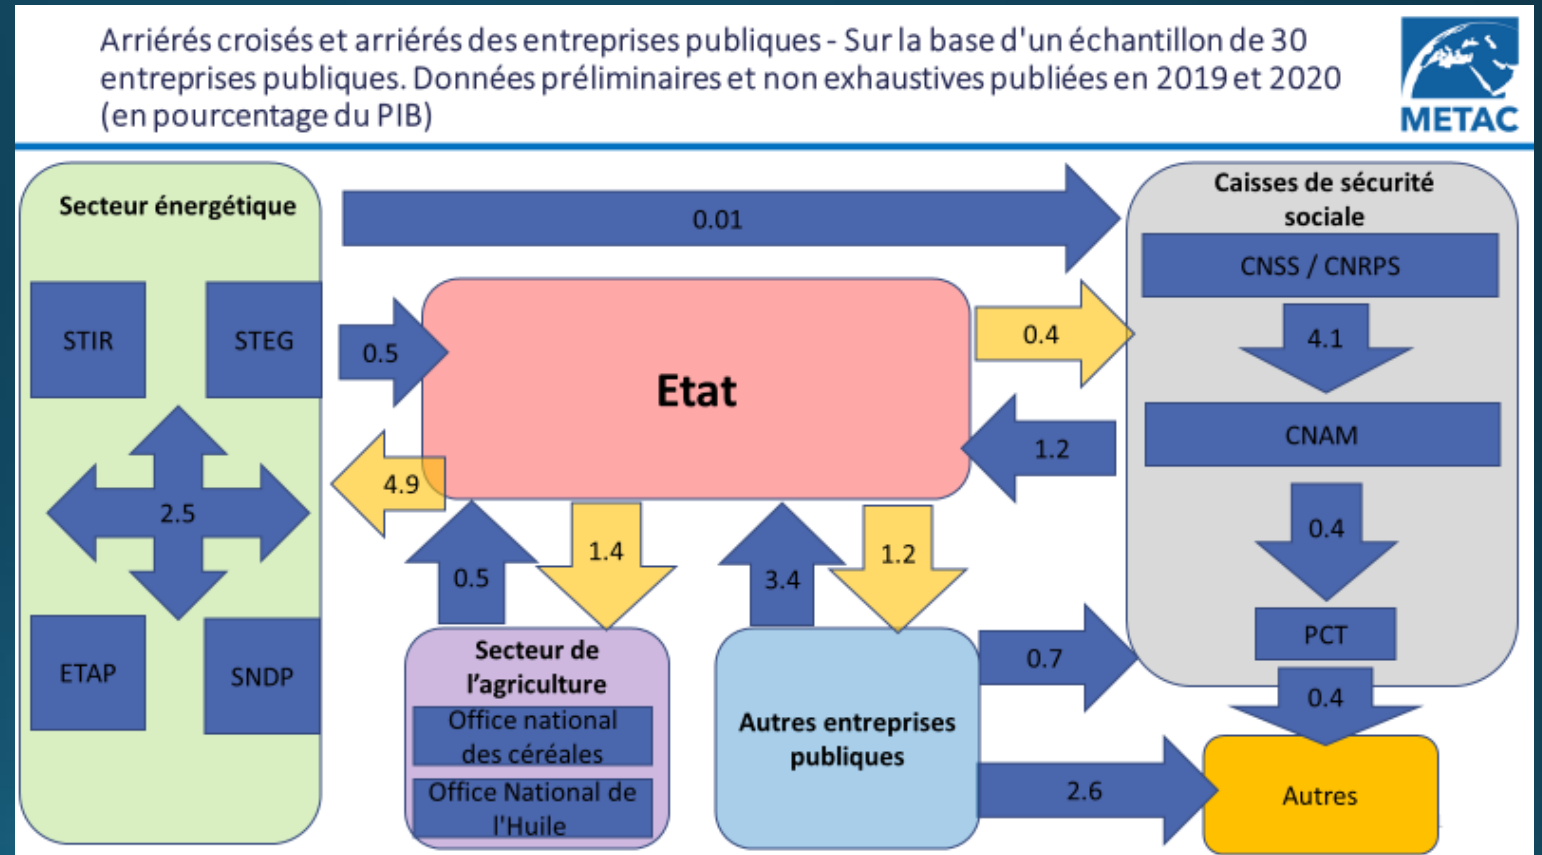 Arriérés croisés et arriérés des entreprises publiques - Sur la base d'un échantillon de 30
entreprises publiques. Données préliminaires et non exhaustives publiées en 2019 et 2020
(en pourcentage du PIB)
METAC
Secteur énergétique
STIR
STEG
2.5
ETAP
SNDP
0.01
0.5
4.9
Etat
0.4
1.2
0.5
1.4
3.4
1.2
Secteur de
l'agriculture
Office national
des céréales
Office National de
l'Huile
Autres entreprises
publiques
0.7
2.6
Caisses de sécurité
sociale
CNSS / CNRPS
4.1
CNAM
0.4
PCT
0.4
Autres